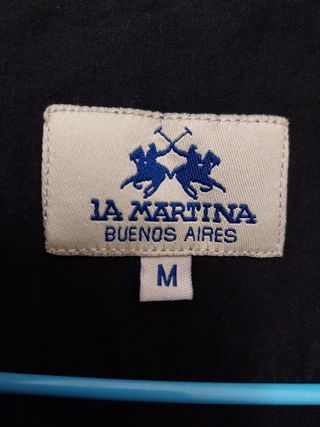 LA MARTINA
BUENOS AIRES
M